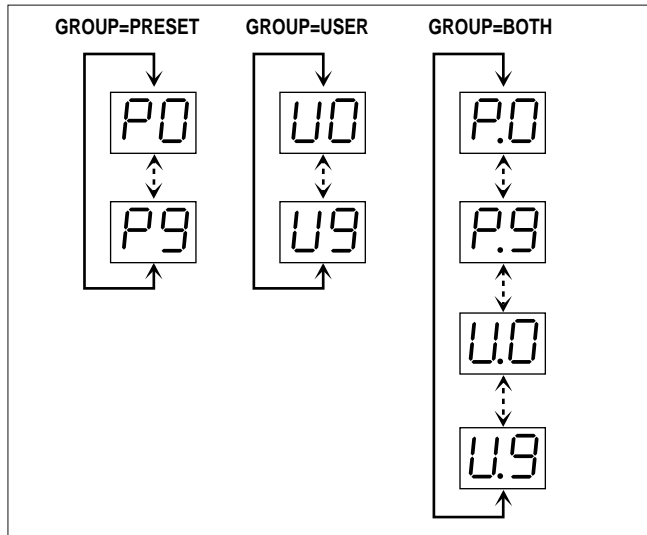 GROUP=PRESET GROUP=USER GROUP=BOTH
P0 U0 P.0
P9 U9 P.9
U.0
U.9